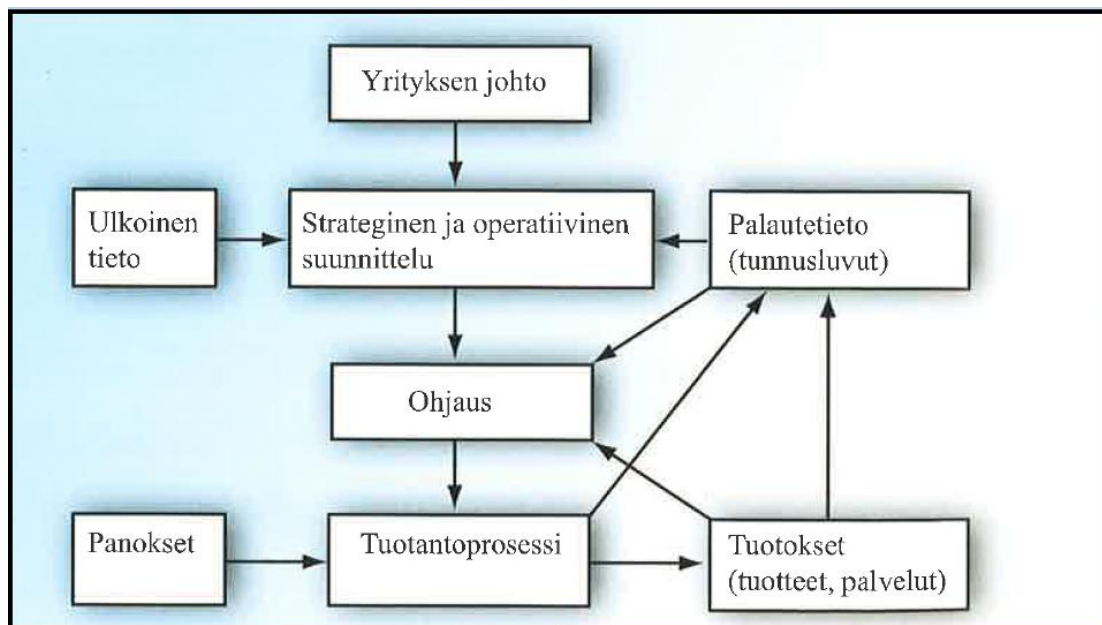 Yrityksen johto
Ulkoinen
tieto
Strateginen ja operatiivinen
suunnittelu
Palautetieto
(tunnusluvut)
Ohjaus
Panokset
Tuotantoprosessi
Tuotokset
(tuotteet, palvelut)